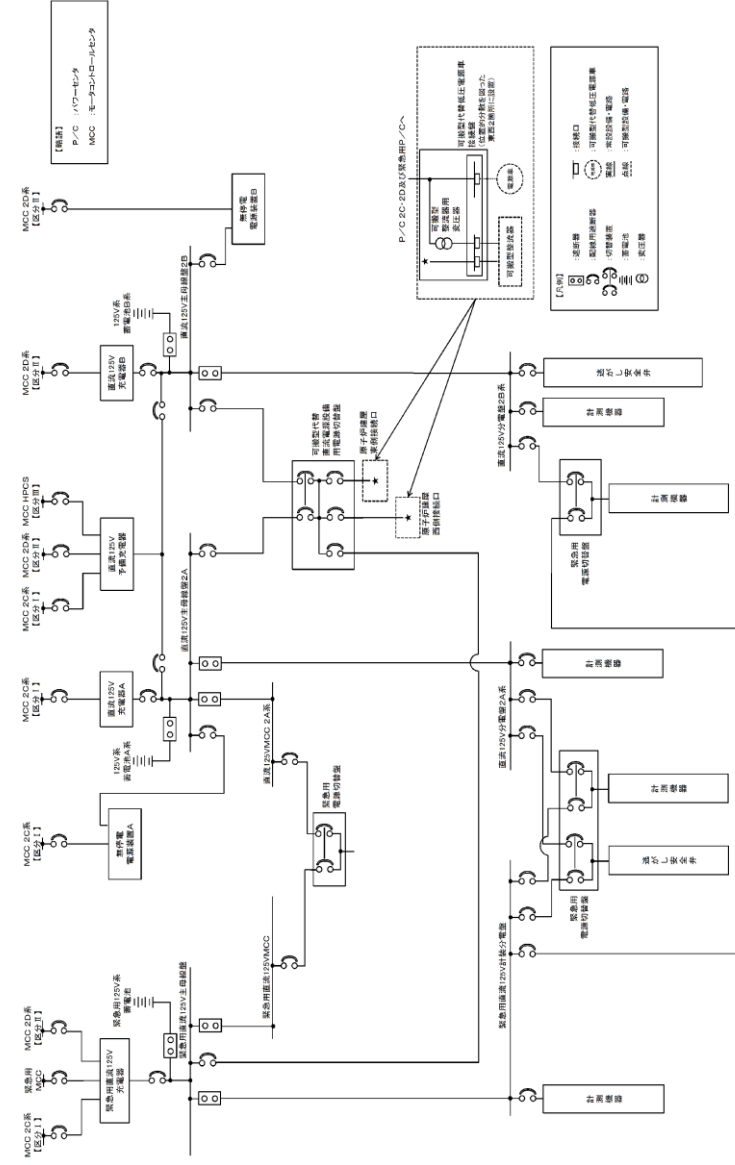 【略語】
P/C :パワーセンタ
MCC :モータコントロールセンタ
MCC 2C系
【区分Ⅰ】
緊急用
MCC
MCC 2D系
【区分Ⅱ】
緊急用直流125V
充電器
緊急用125V系
蓄電池
緊急用直流125V主母線盤
MCC 2C系
【区分Ⅰ】
無停電
電源装置A
MCC 2C系
【区分Ⅰ】
直流125V
充電器A
125V系
蓄電池A系
直流125V主母線盤2A
MCC 2C系
【区分Ⅰ】
MCC 2D系
【区分Ⅱ】
MCC HPCS
【区分Ⅲ】
直流125V
予備充電器
MCC 2D系
【区分Ⅱ】
直流125V
充電器B
125V系
蓄電池B系
直流125V主母線盤2B
MCC 2D系
【区分Ⅱ】
無停電
電源装置B
緊急用直流125VMCC
直流125VMCC 2A系
緊急用
電源切替盤
可搬型代替
直流電源設備
用電源切替盤
原子炉建屋
西側接続口
★
原子炉建屋
東側接続口
★
P/C 2C・2D及び緊急用P/Cへ
可搬型
整流器用
変圧器
★
可搬型整流器
電源車
可搬型代替低圧電源車
接続盤
(位置的分散を図った
東西2箇所に設置)
緊急用直流125V計装分電盤
計測機器
緊急用
電源切替盤
逃がし安全弁
計測機器
直流125V分電盤2A系
計測機器
緊急用
電源切替盤
計測機器
直流125V分電盤2B系
計測機器
逃がし安全弁
【凡例】
:遮断器
:配線用遮断器
:切替装置
:蓄電池
:変圧器
:接続口
:可搬型代替低圧電源車
実線 :常設設備・電路
点線 :可搬型設備・電路